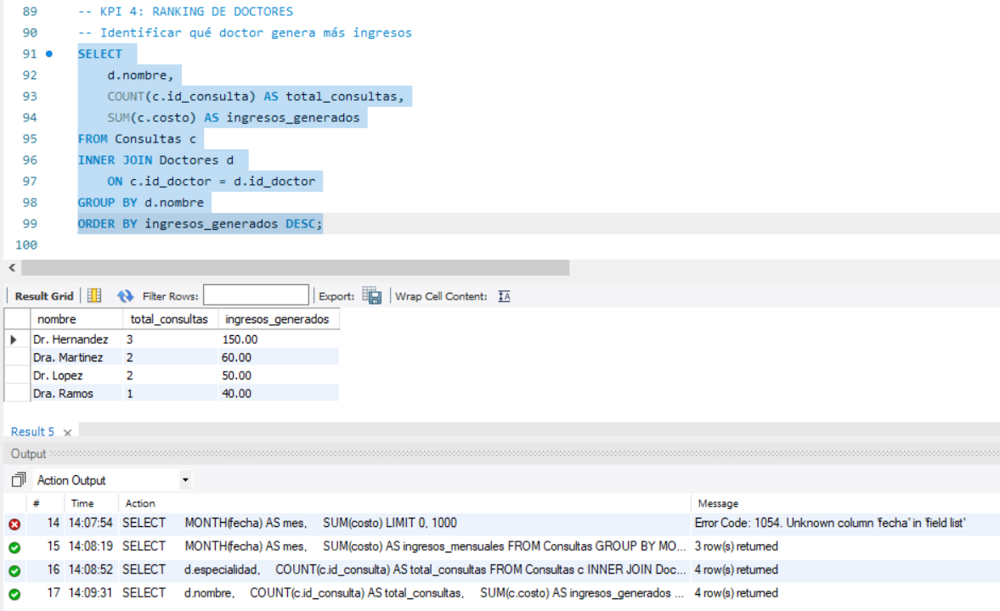 89 -- KPI 4: RANKING DE DOCTORES
90 -- Identificar qué doctor genera más ingresos
91 SELECT
92 d.nombre,
93 COUNT(c.id_consulta) AS total_consultas,
94 SUM(c.costo) AS ingresos_generados
95 FROM Consultas c
96 INNER JOIN Doctores d
97 ON c.id_doctor = d.id_doctor
98 GROUP BY d.nombre
99 ORDER BY ingresos_generados DESC;
100
Result Grid Filter Rows: Export: Wrap Cell Content: IA
nombre total_consultas ingresos_generados
Dr. Hernandez 3 150.00
Dra. Martinez 2 60.00
Dr. Lopez 2 50.00
Dra. Ramos 1 40.00
Result 5 ×
Output
Action Output
# Time Action Message
14 14:07:54 SELECT MONTH(fecha) AS mes, SUM(costo) LIMIT 0, 1000 Error Code: 1054. Unknown column 'fecha' in 'field list'
15 14:08:19 SELECT MONTH(fecha) AS mes, SUM(costo) AS ingresos_mensuales FROM Consultas GROUP BY MO... 3 row(s) returned
16 14:08:52 SELECT d.especialidad, COUNT(c.id_consulta) AS total_consultas FROM Consultas c INNER JOIN Doc... 4 row(s) returned
17 14:09:31 SELECT d.nombre, COUNT(c.id_consulta) AS total_consultas, SUM(c.costo) AS ingresos_generados ... 4 row(s) returned